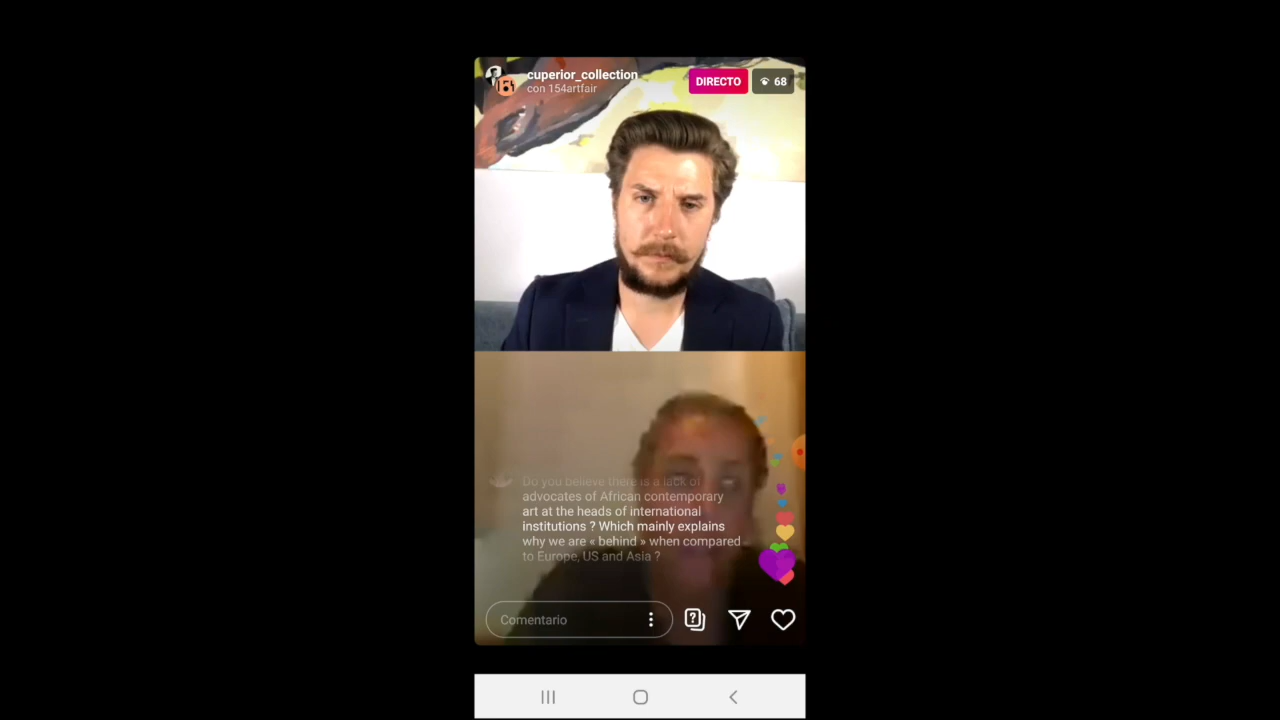 cuperior_collection
con 154artfair
DIRECTO
68
Do you believe there is a lack of
advocates of African contemporary
art at the heads of international
institutions ? Which mainly explains
why we are « behind » when compared
to Europe, US and Asia ?
Comentario